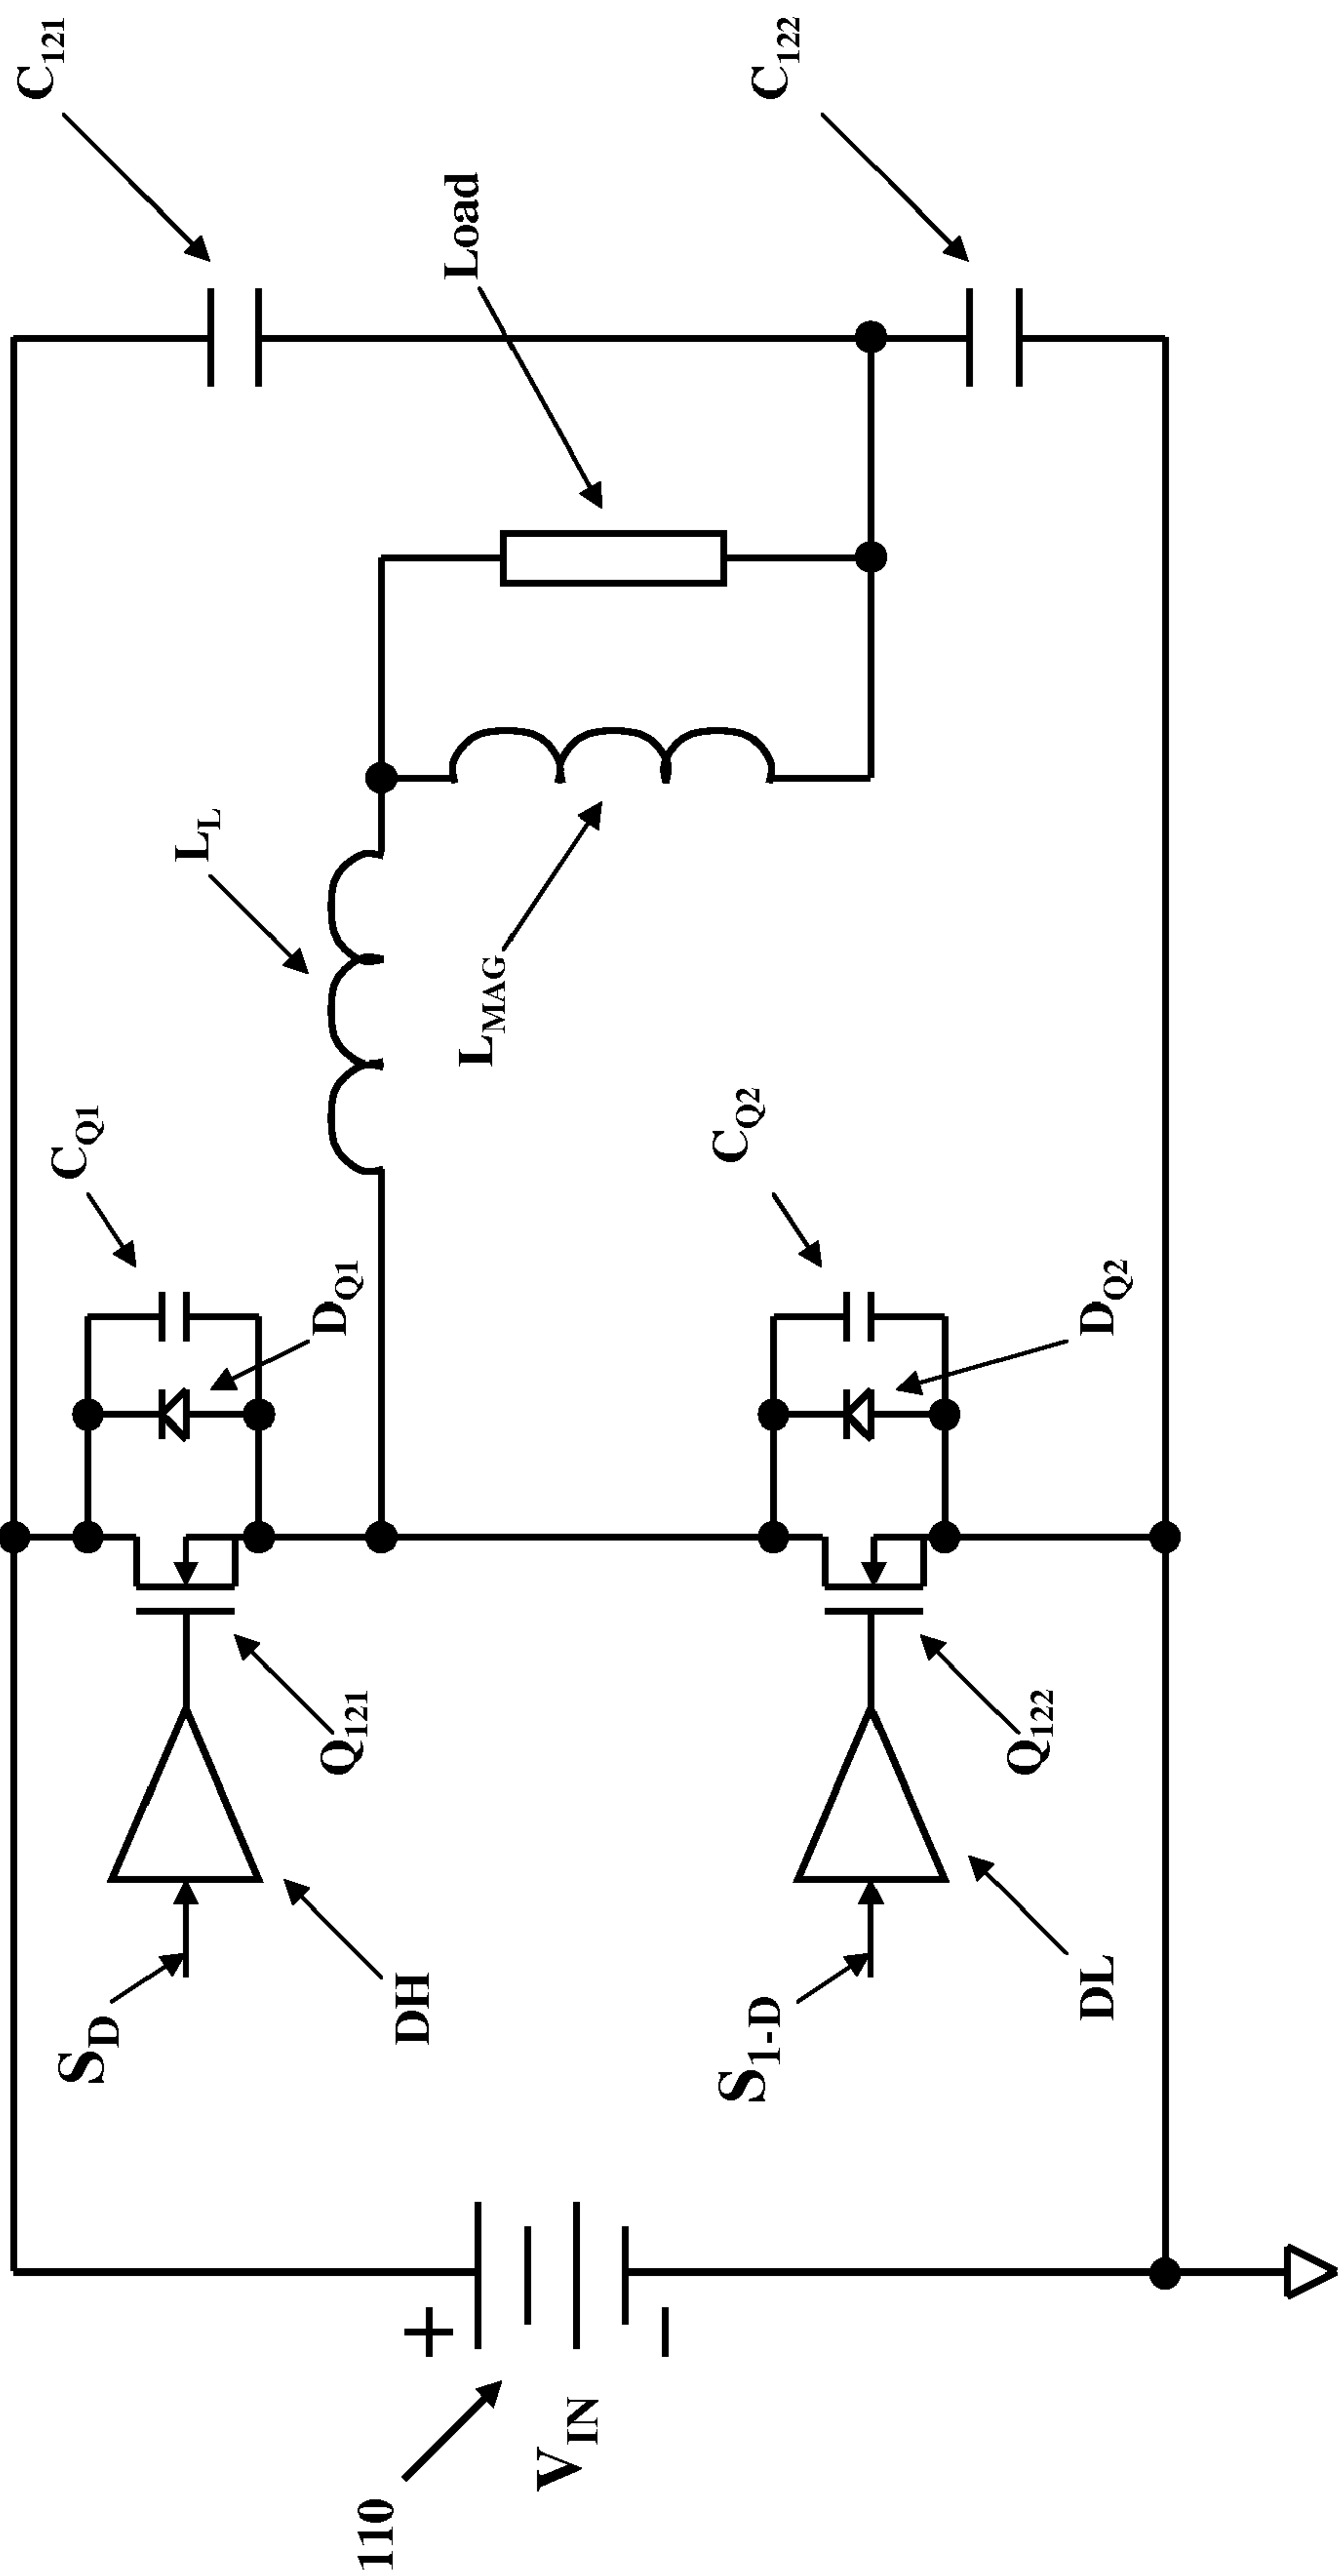 C121
C122
Load
LL
LMAG
CQ1
DQ1
CQ2
DQ2
Q121
Q122
SD
DH
S1-D
DL
+
−
110
VIN